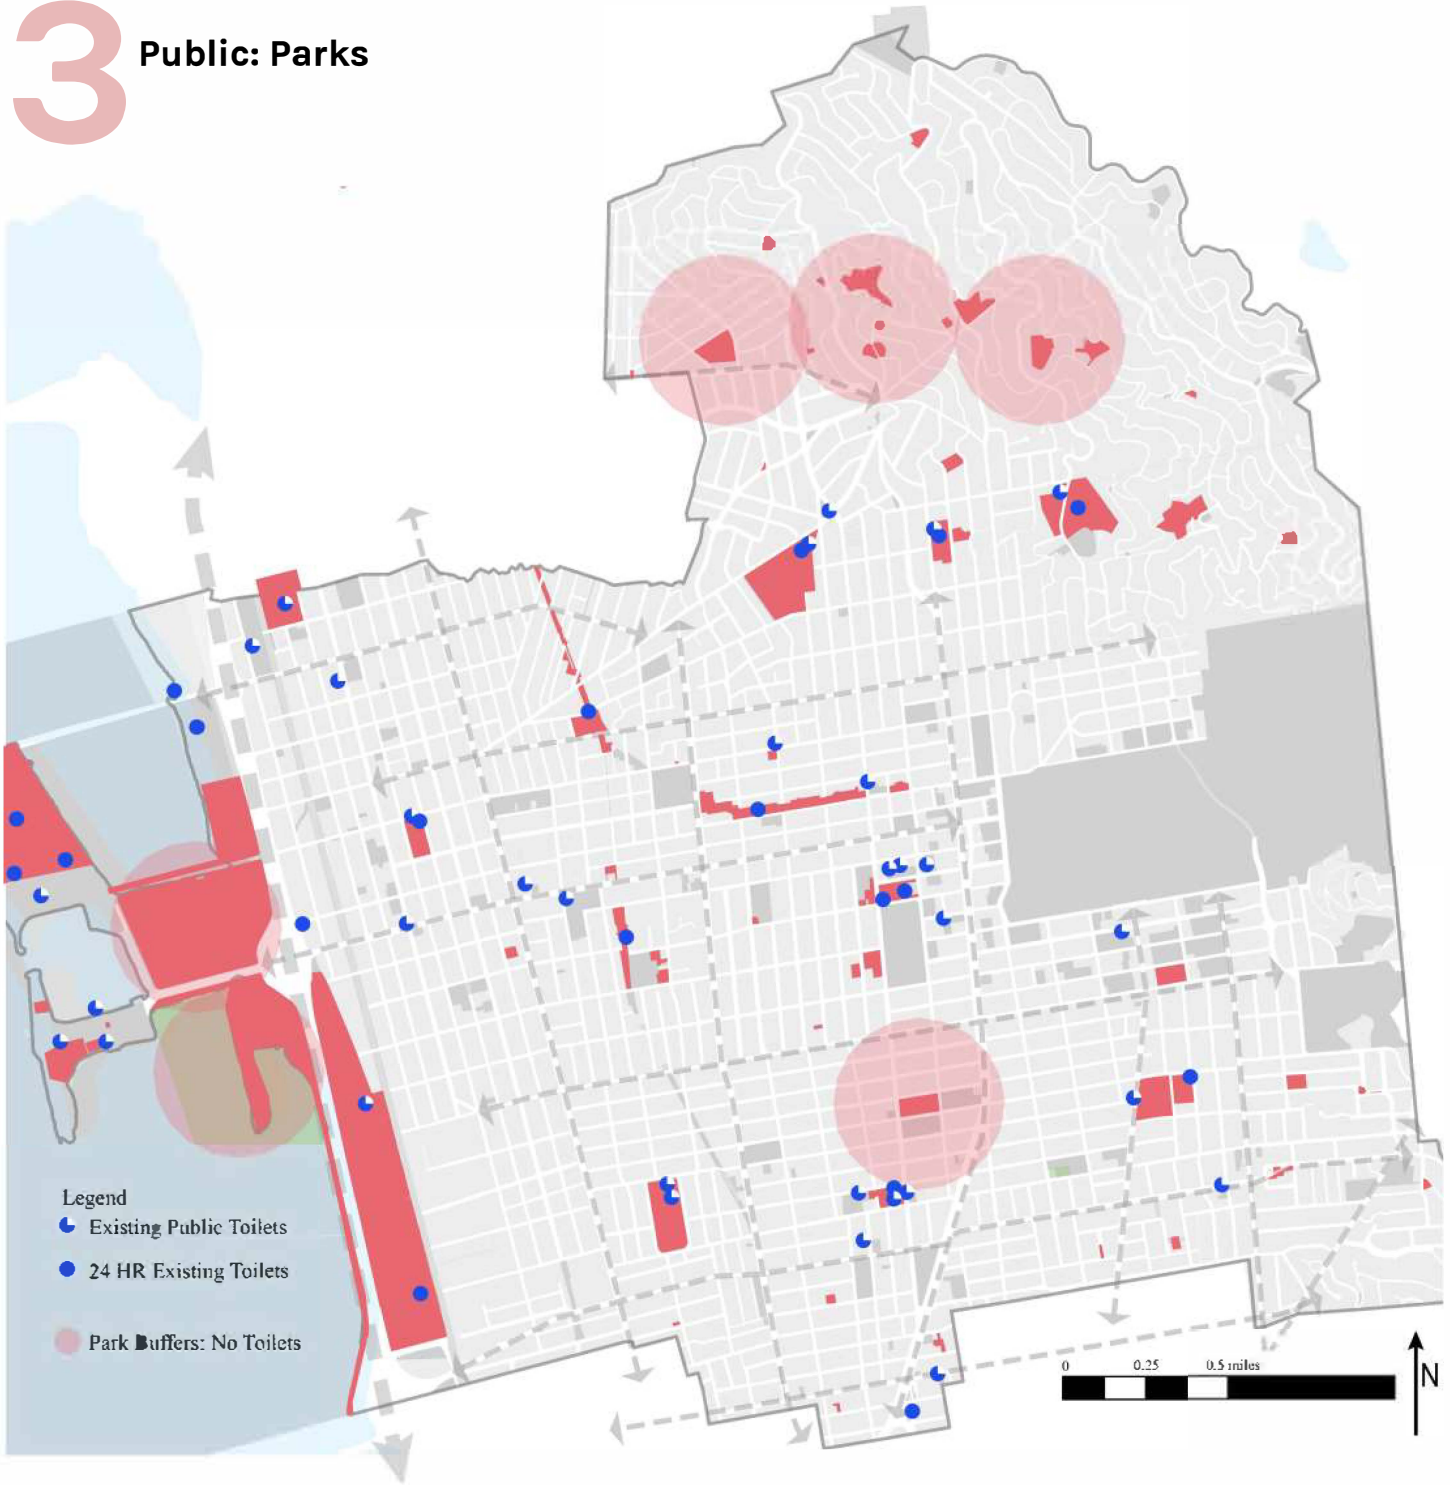 3
Public: Parks
Legend
Existing Public Toilets
24 HR Existing Toilets
Park Buffers: No Toilets
0 0.25 0.5 miles
N